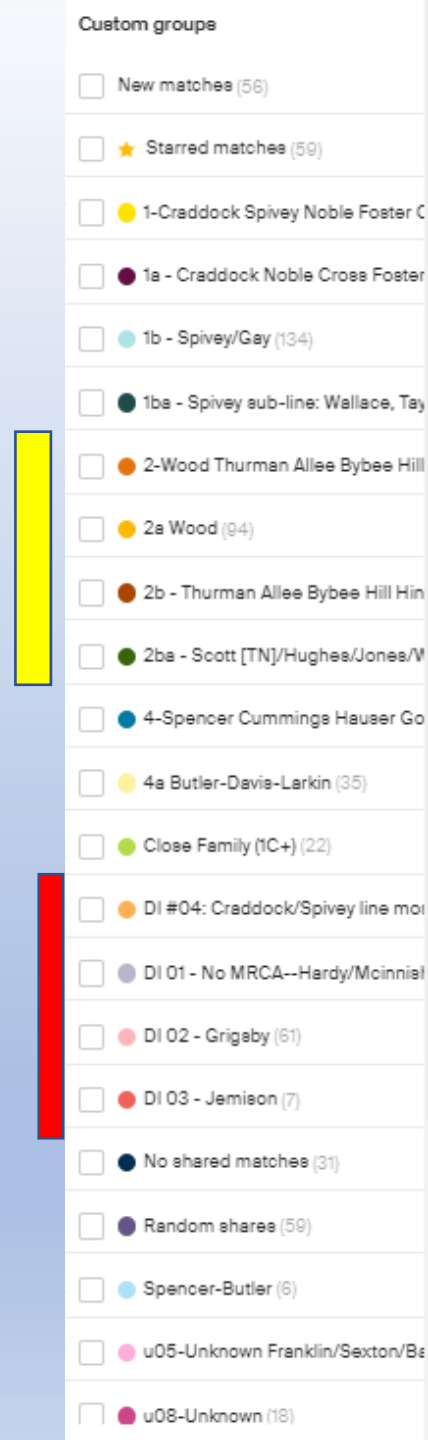 Custom groups
New matches (56)
Starred matches (59)
1-Craddock Spivey Noble Foster C
1a - Craddock Noble Cross Foster
1b - Spivey/Gay (134)
1ba - Spivey sub-line: Wallace, Tay
2-Wood Thurman Allee Bybee Hill
2a Wood (94)
2b - Thurman Allee Bybee Hill Hin
2ba - Scott [TN]/Hughes/Jones/W
4-Spencer Cummings Hauser Go
4a Butler-Davis-Larkin (35)
Close Family (1C+) (22)
DI #04: Craddock/Spivey line mor
DI 01 - No MRCA--Hardy/Mcinnish
DI 02 - Grigsby (61)
DI 03 - Jemison (7)
No shared matches (31)
Random shares (59)
Spencer-Butler (6)
u05-Unknown Franklin/Sexton/Ba
u08-Unknown (18)